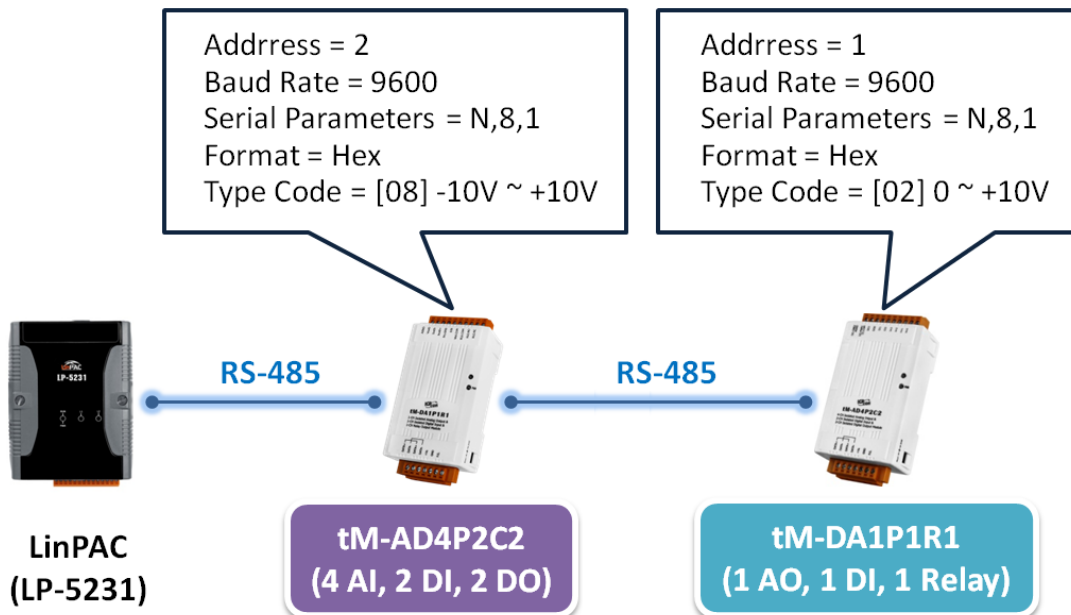 Addrress = 2
Baud Rate = 9600
Serial Parameters = N,8,1
Format = Hex
Type Code = [08] -10V ~ +10V
Addrress = 1
Baud Rate = 9600
Serial Parameters = N,8,1
Format = Hex
Type Code = [02] 0 ~ +10V
LinPAC
LP-5231
RS-485
tM-DA1P1R1
RS-485
tM-AD4P2C2
LinPAC
(LP-5231)
tM-AD4P2C2
(4 AI, 2 DI, 2 DO)
tM-DA1P1R1
(1 AO, 1 DI, 1 Relay)